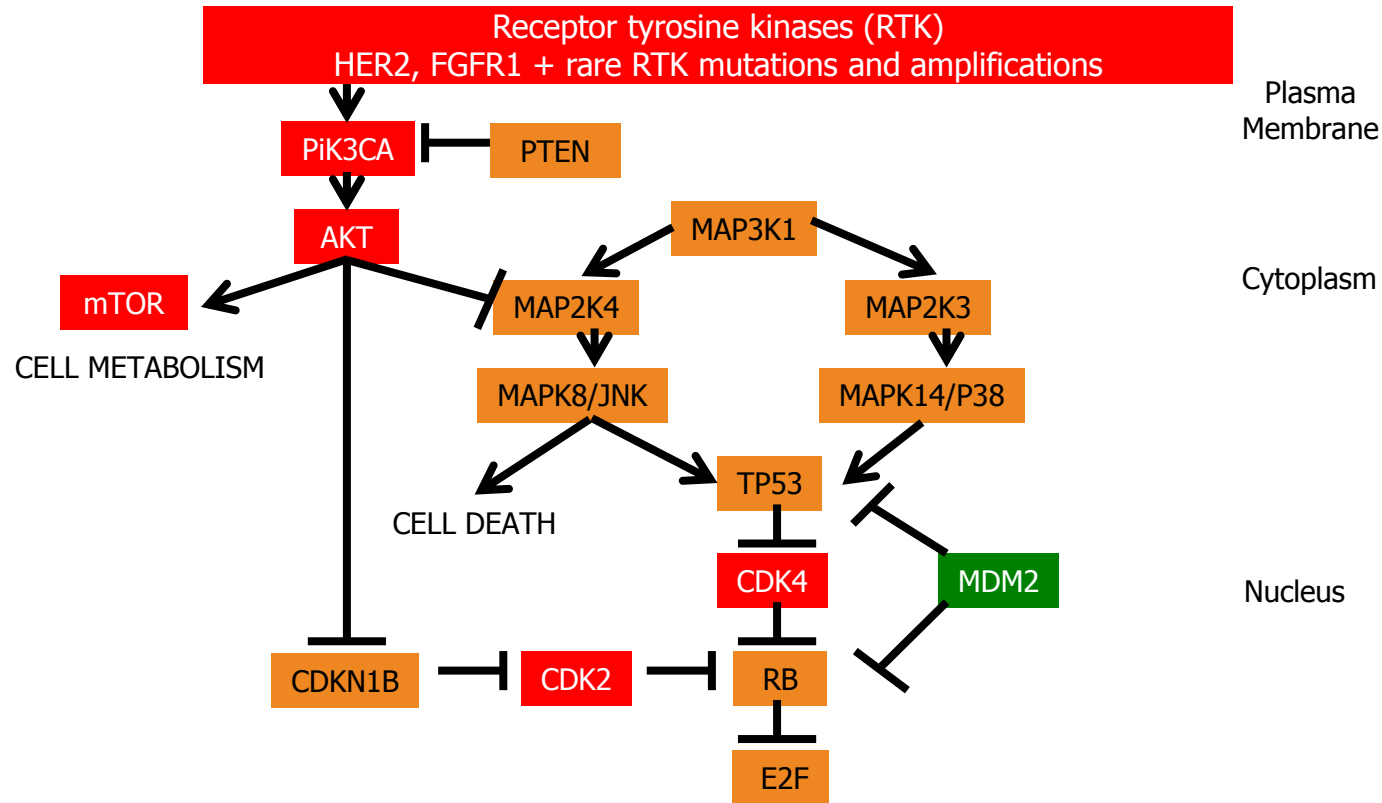 Receptor tyrosine kinases (RTK)
HER2, FGFR1 + rare RTK mutations and amplifications
Plasma
Membrane
PiK3CA
PTEN
AKT
MAP3K1
mTOR
MAP2K4
MAP2K3
Cytoplasm
CELL METABOLISM
MAPK8/JNK
MAPK14/P38
TP53
CELL DEATH
CDK4
MDM2
Nucleus
CDKN1B
CDK2
RB
E2F